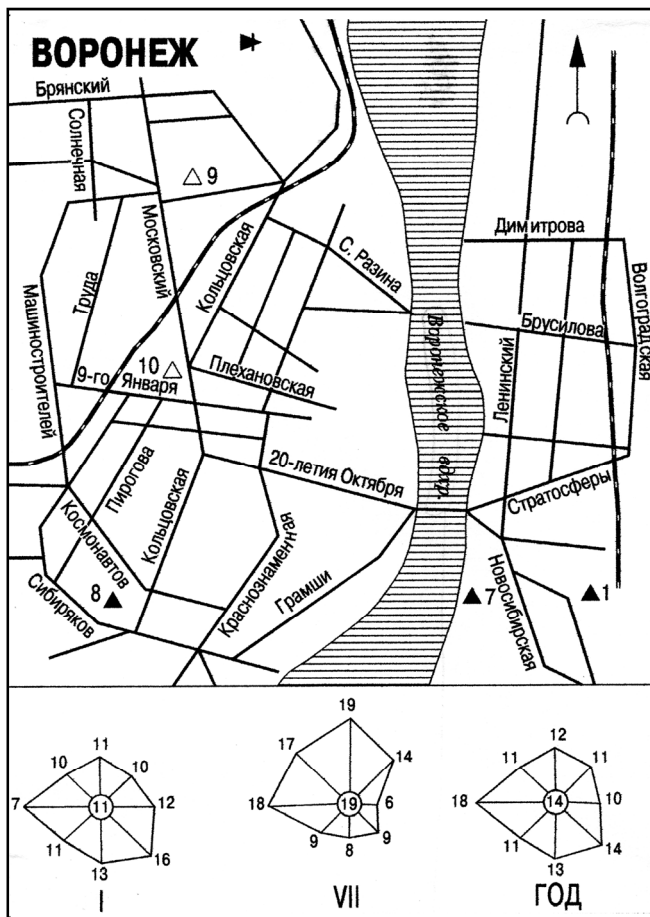 ВОРОНЕЖ
Брянский
Солнечная
9
Московский
Кольцовская
С. Разина
Димитрова
Волгоградская
Труда
Машиностроителей
Брусилова
Ленинский
Воронежское вдхр.
10
9-го Января
Плехановская
20-летия Октября
Стратосферы
Пирогова
Кольцовская
Космонавтов
Краснознаменная
Грамши
Сибиряков
8
7
1
Новосибирская
11
10
10
7
11
12
11
16
13
I
19
17
14
18
19
6
9
9
8
VII
12
11
11
18
14
10
11
14
13
ГОД